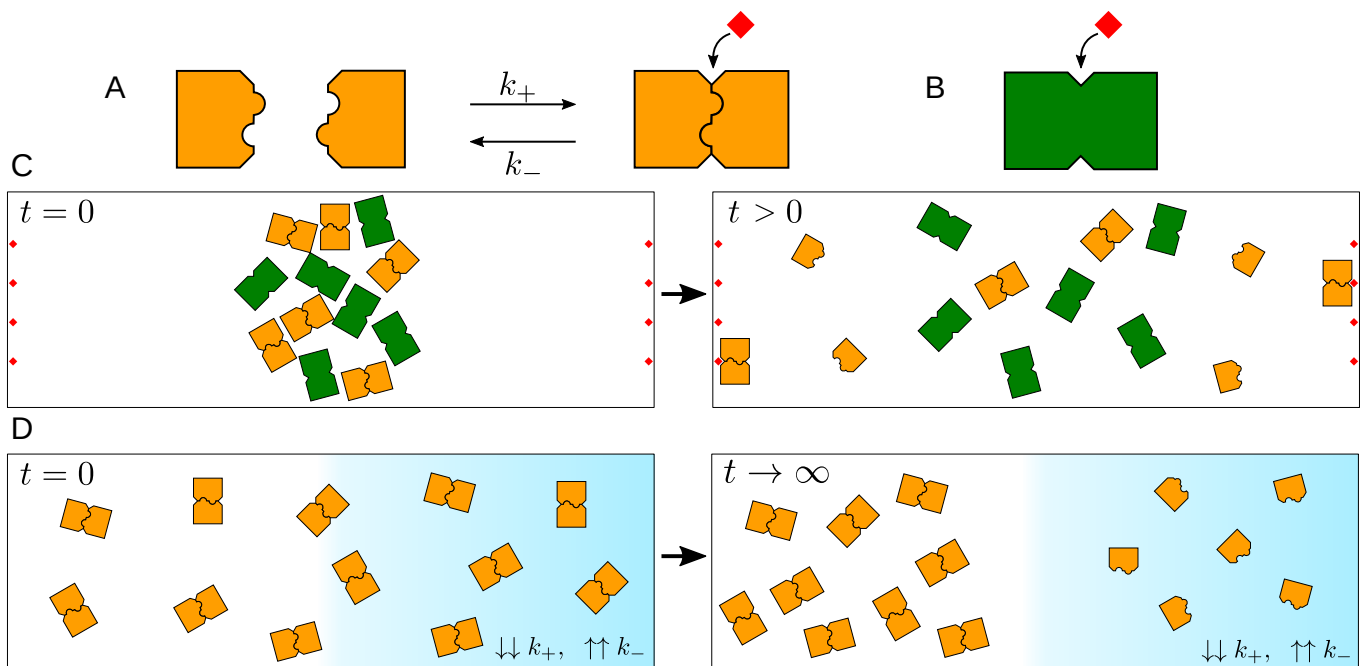 A
k₊
k₋
B
C
t = 0
t > 0
D
t = 0
↓↓ k₊, ↑↑ k₋
t → ∞
↓↓ k₊, ↑↑ k₋